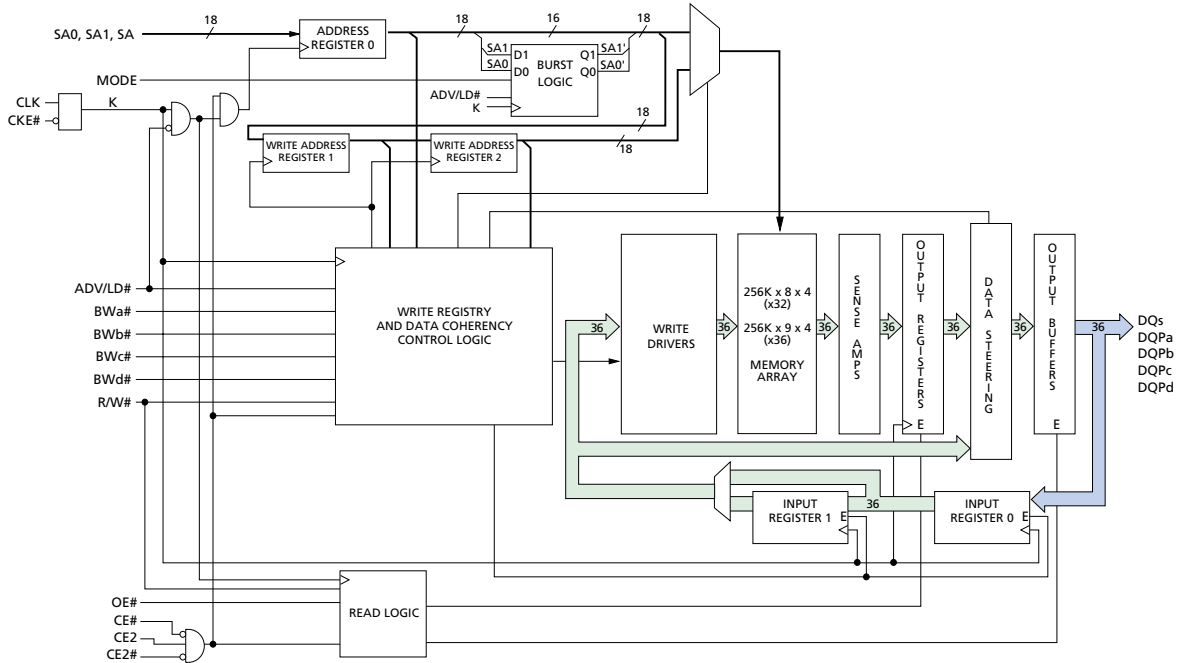 18
18
16
18
SA0, SA1, SA
ADDRESS
REGISTER 0
SA1
SA0
D1
D0
BURST
LOGIC
Q1
Q0
SA1'
SA0'
MODE
ADV/LD#
K
CLK
CKE#
K
18
18
WRITE ADDRESS
REGISTER 1
WRITE ADDRESS
REGISTER 2
ADV/LD#
BWa#
BWb#
BWc#
BWd#
R/W#
WRITE REGISTRY
AND DATA COHERENCY
CONTROL LOGIC
36
WRITE
DRIVERS
36
256K x 8 x 4
(x32)
256K x 9 x 4
(x36)
MEMORY
ARRAY
36
SENSE AMPS
36
OUTPUT REGISTERS
E
36
DATA STEERING
36
OUTPUT BUFFERS
E
36
DQs
DQPa
DQPb
DQPc
DQPd
INPUT
REGISTER 1
E
36
INPUT
REGISTER 0
E
OE#
CE#
CE2
CE2#
READ LOGIC